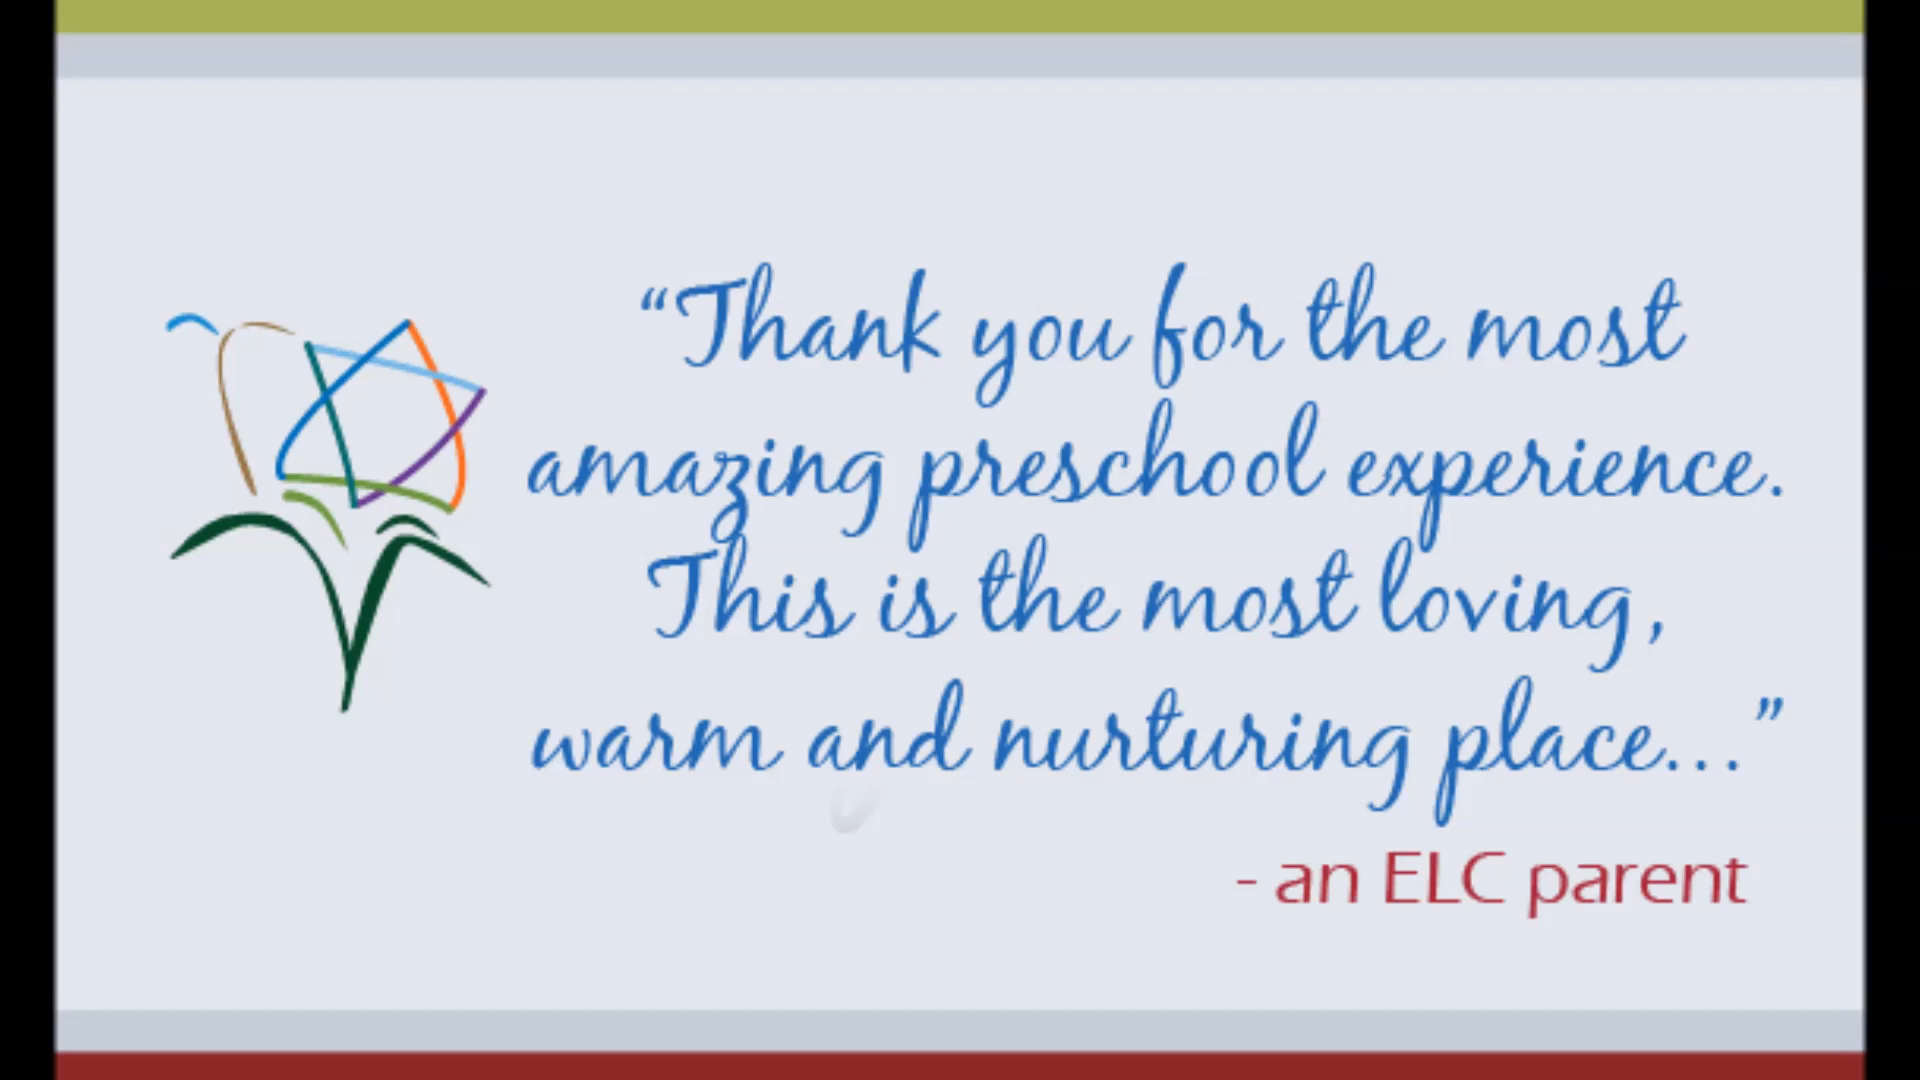 “Thank you for the most
amazing preschool experience.
This is the most loving,
warm and nurturing place...”
- an ELC parent